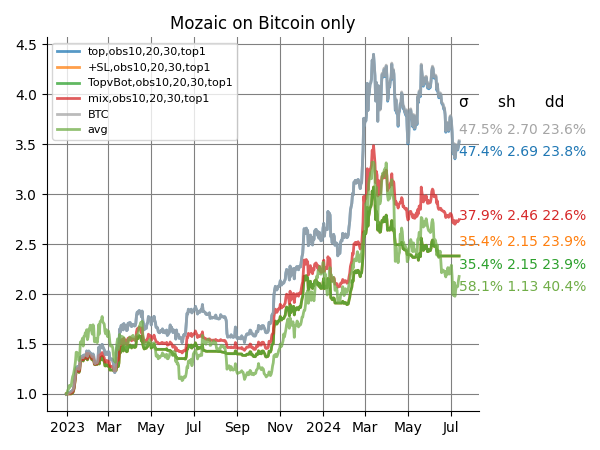 Mozaic on Bitcoin only
top,obs10,20,30,top1
+SL,obs10,20,30,top1
TopvBot,obs10,20,30,top1
mix,obs10,20,30,top1
BTC
avg
σ sh dd
47.5% 2.70 23.6%
47.4% 2.69 23.8%
37.9% 2.46 22.6%
35.4% 2.15 23.9%
35.4% 2.15 23.9%
58.1% 1.13 40.4%
4.5
4.0
3.5
3.0
2.5
2.0
1.5
1.0
2023 Mar May Jul Sep Nov 2024 Mar May Jul